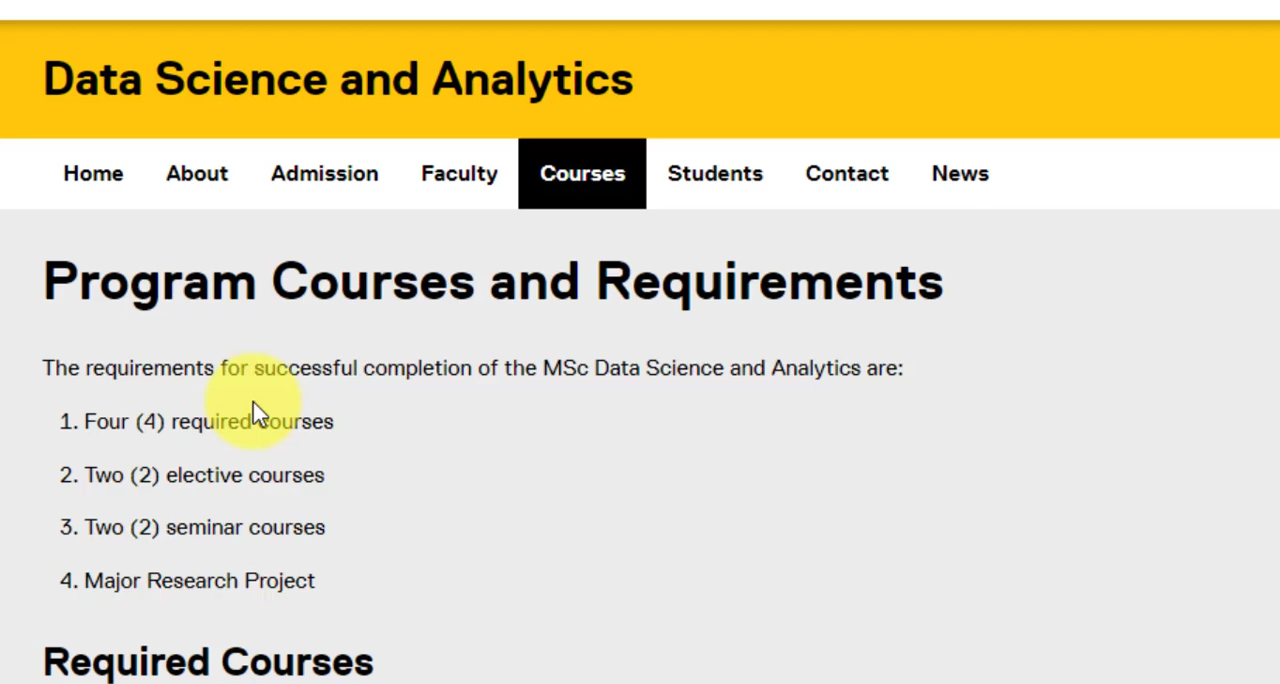 Data Science and Analytics
Home About Admission Faculty Courses Students Contact News
Program Courses and Requirements
The requirements for successful completion of the MSc Data Science and Analytics are:
1. Four (4) required courses
2. Two (2) elective courses
3. Two (2) seminar courses
4. Major Research Project
Required Courses